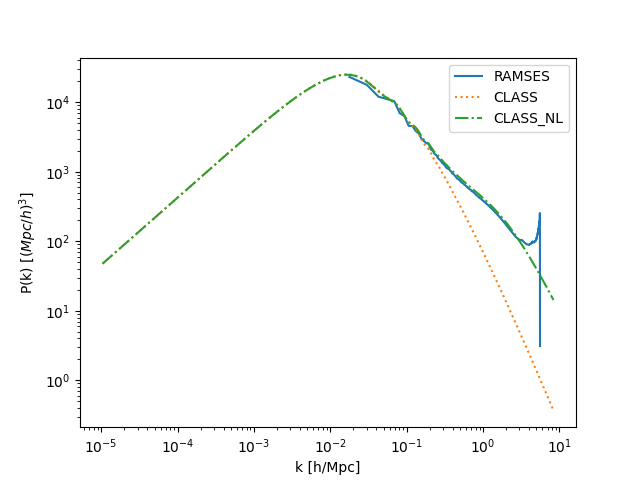 RAMSES
CLASS
CLASS_NL
P(k) [(Mpc/h)³]
10⁴
10³
10²
10¹
10⁰
10⁻⁵
10⁻⁴
10⁻³
10⁻²
10⁻¹
10⁰
10¹
k [h/Mpc]